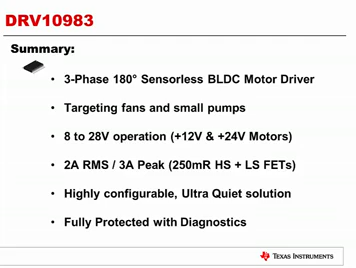 DRV10983
Summary:
• 3-Phase 180° Sensorless BLDC Motor Driver
• Targeting fans and small pumps
• 8 to 28V operation (+12V & +24V Motors)
• 2A RMS / 3A Peak (250mR HS + LS FETs)
• Highly configurable, Ultra Quiet solution
• Fully Protected with Diagnostics
TEXAS INSTRUMENTS